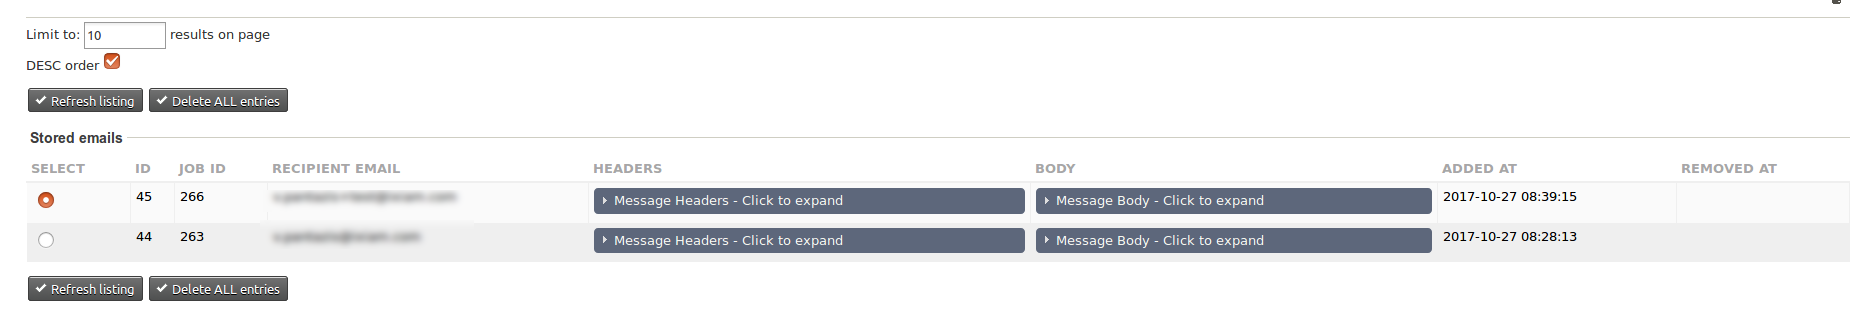 Limit to: 10 results on page
DESC order
Refresh listing Delete ALL entries
Stored emails
SELECT ID JOB ID RECIPIENT EMAIL HEADERS BODY ADDED AT REMOVED AT
45 266 Message Headers - Click to expand Message Body - Click to expand 2017-10-27 08:39:15
44 263 Message Headers - Click to expand Message Body - Click to expand 2017-10-27 08:28:13
Refresh listing Delete ALL entries